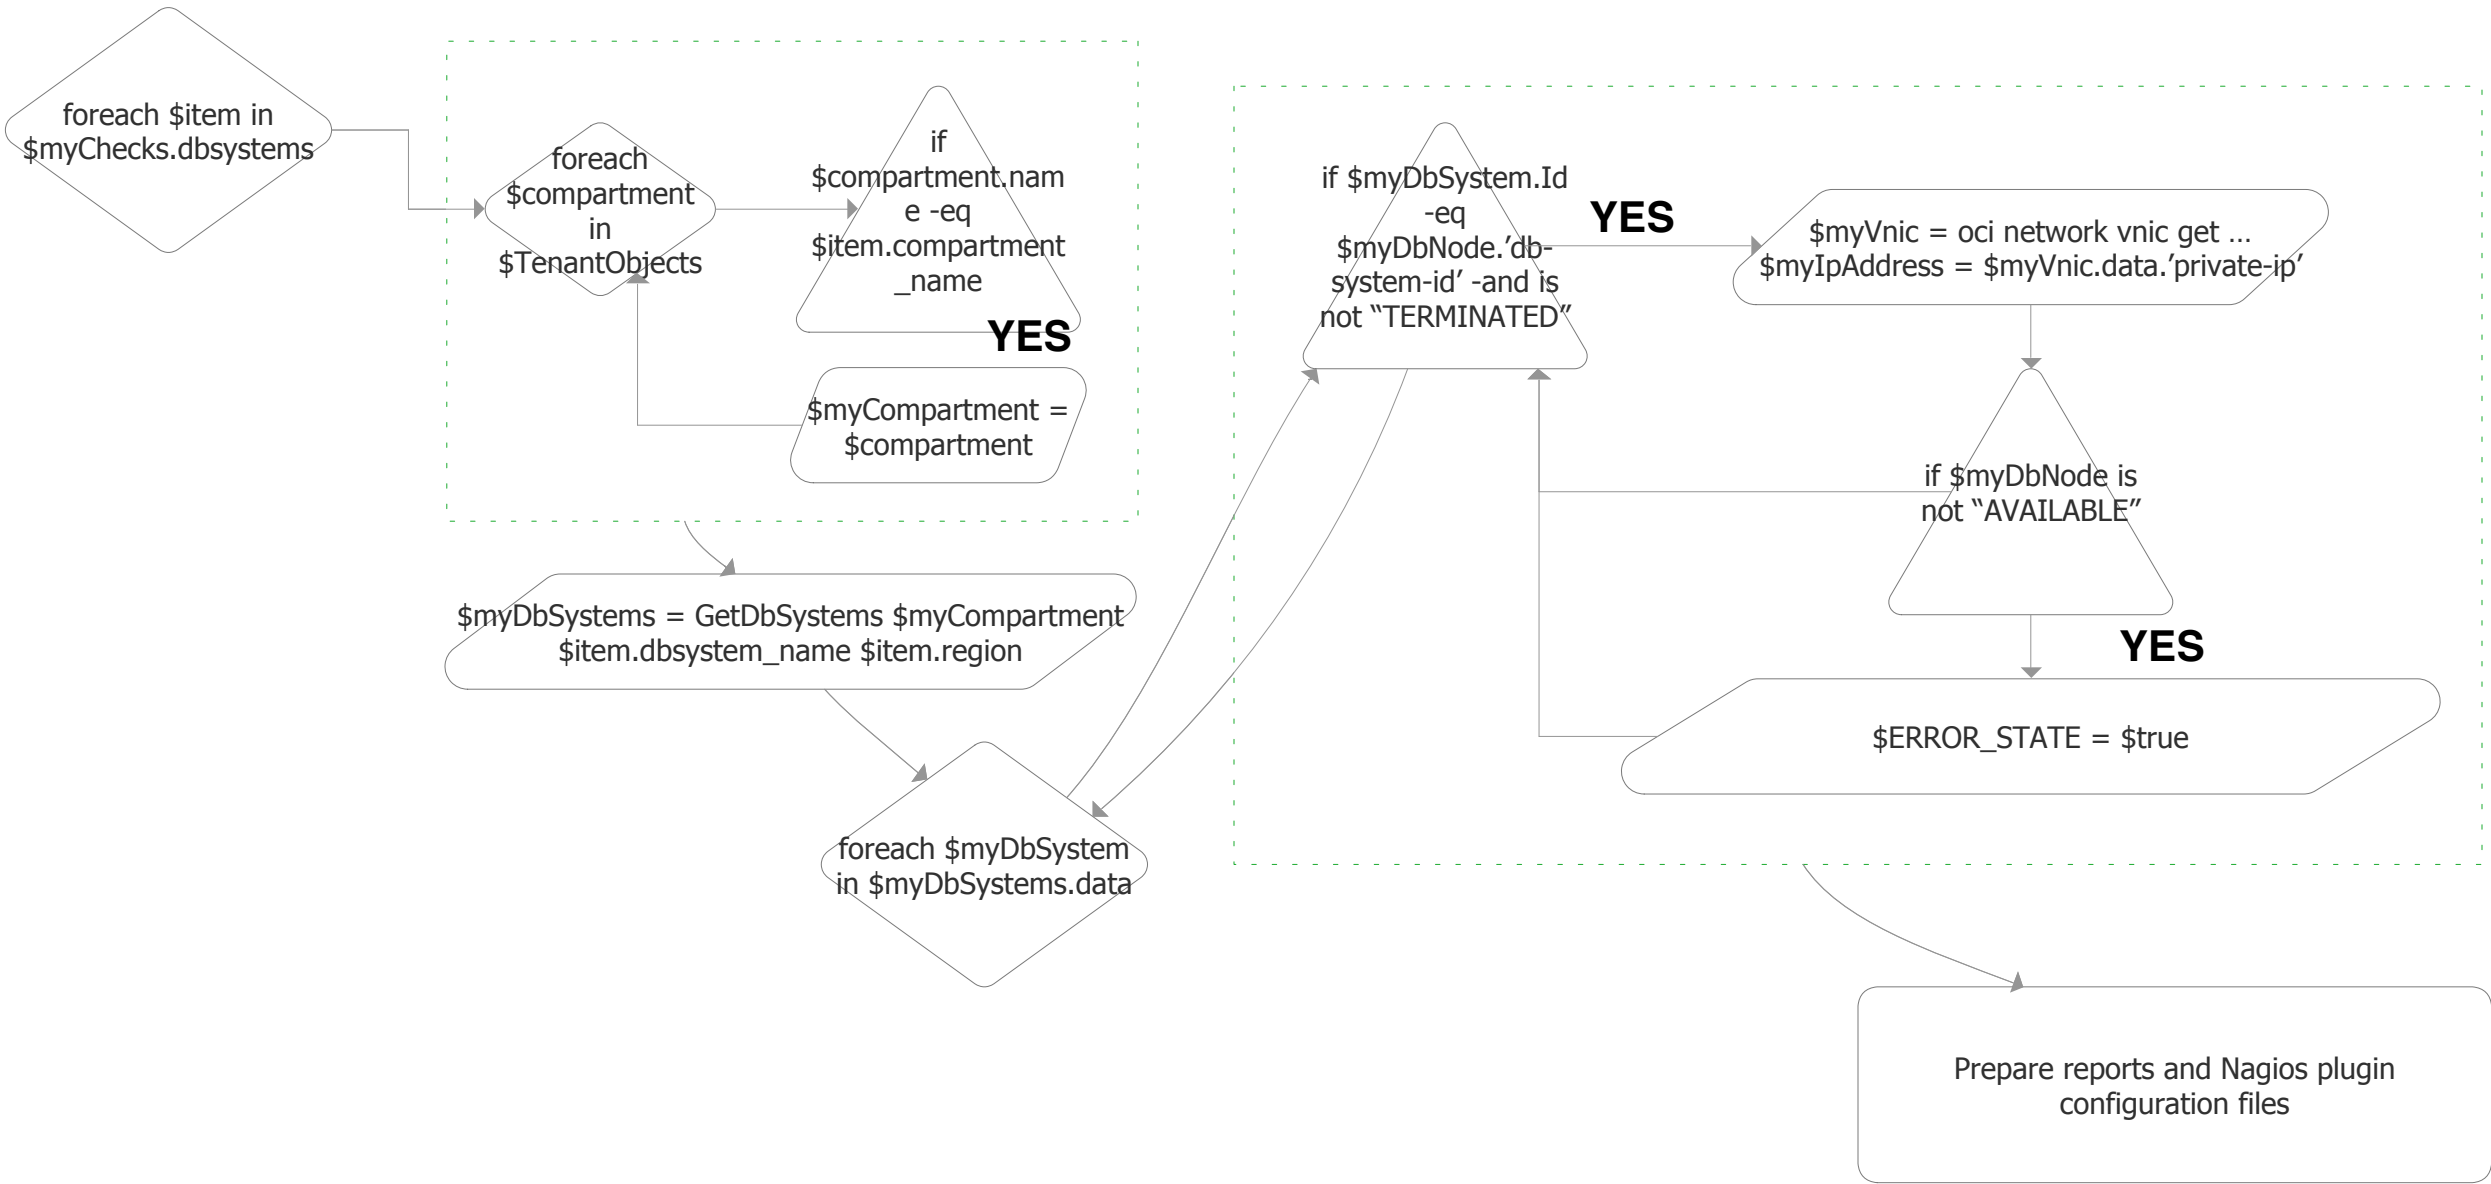 foreach $item in
$myChecks.dbsystems
foreach
$compartment
in
$TenantObjects
if
$compartment.nam
e -eq
$item.compartment
_name
YES
$myCompartment =
$compartment
$myDbSystems = GetDbSystems $myCompartment
$item.dbsystem_name $item.region
foreach $myDbSystem
in $myDbSystems.data
if $myDbSystem.Id
-eq
$myDbNode.’db-
system-id’ -and is
not “TERMINATED”
YES
$myVnic = oci network vnic get …
$myIpAddress = $myVnic.data.’private-ip’
if $myDbNode is
not “AVAILABLE”
YES
$ERROR_STATE = $true
Prepare reports and Nagios plugin
configuration files